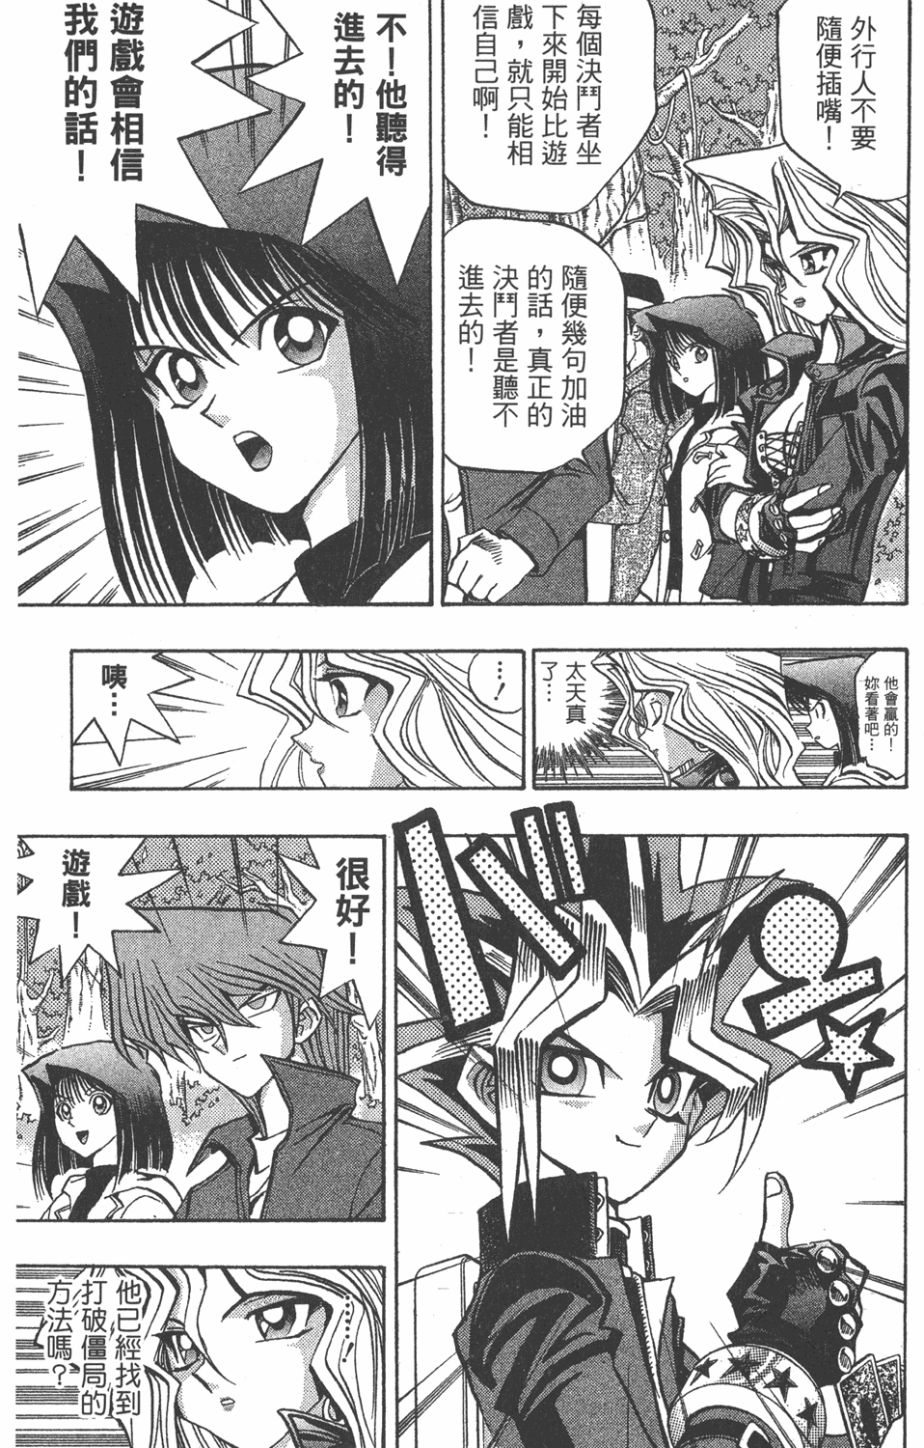 外行人不要
隨便插嘴！
每個決鬥者坐
下來開始比遊
戲，就只能相
信自己啊！
隨便幾句加油
的話，真正的
決鬥者是聽不
進去的！
不！他聽得
進去的！
遊戲會相信
我們的話！
他會贏的！
妳看著吧…
太天真
了…
…！
咦…
バン
很好！
遊戲！
……
他已經找到
打破僵局的
方法嗎？